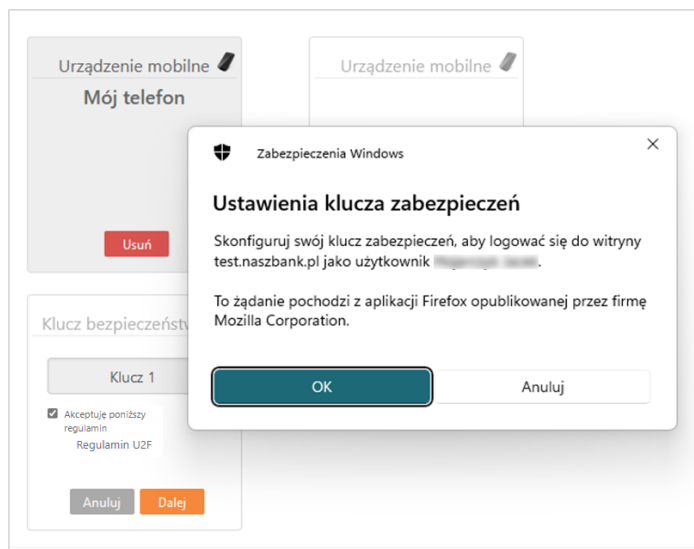 Urządzenie mobilne
Mój telefon
Usuń
Urządzenie mobilne
Zabezpieczenia Windows
Ustawienia klucza zabezpieczeń
Skonfiguruj swój klucz zabezpieczeń, aby logować się do witryny
test.naszbank.pl jako użytkownik .
To żądanie pochodzi z aplikacji Firefox opublikowanej przez firmę
Mozilla Corporation.
OK
Anuluj
Klucz
Klucz 1
Akceptuję poniższy
regulamin
Regulamin U2F
Anuluj
Dalej